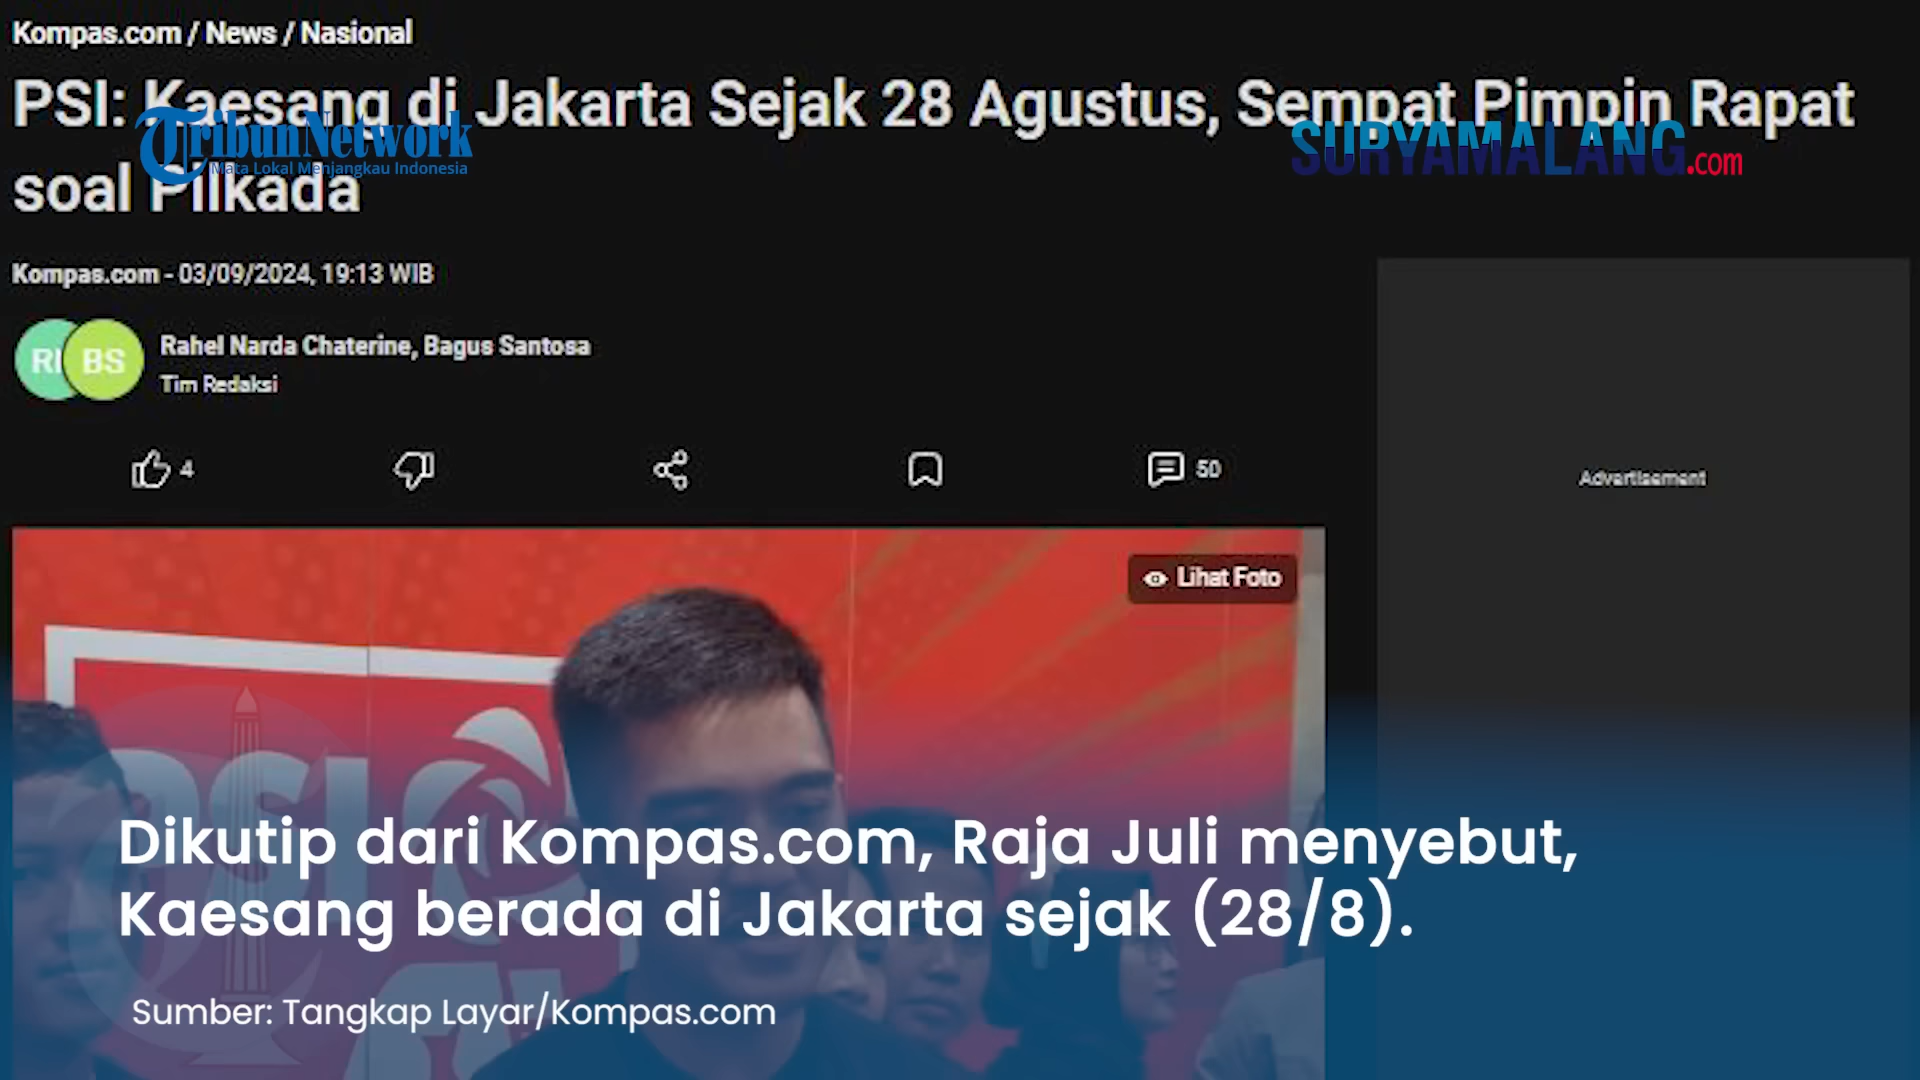 Kompas.com / News / Nasional
PSI: Kaesang di Jakarta Sejak 28 Agustus, Sempat Pimpin Rapat
soal Pilkada
TribunNetwork
Mata Lokal Menjangkau Indonesia
SURYAMALANG.com
Kompas.com - 03/09/2024, 19:13 WIB
RI
BS
Rahel Narda Chaterine, Bagus Santosa
Tim Redaksi
4
50
Advertisement
Lihat Foto
Dikutip dari Kompas.com, Raja Juli menyebut,
Kaesang berada di Jakarta sejak (28/8).
Sumber: Tangkap Layar/Kompas.com